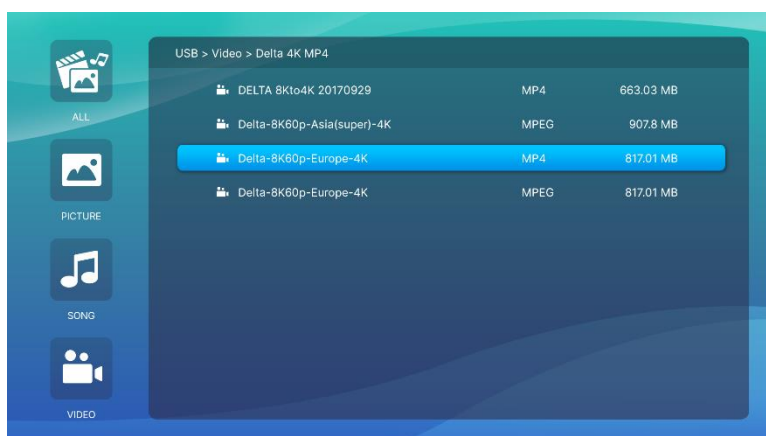 USB > Video > Delta 4K MP4
DELTA 8Kto4K 20170929 MP4 663.03 MB
Delta-8K60p-Asia(super)-4K MPEG 907.8 MB
Delta-8K60p-Europe-4K MP4 817.01 MB
Delta-8K60p-Europe-4K MPEG 817.01 MB
ALL
PICTURE
SONG
VIDEO